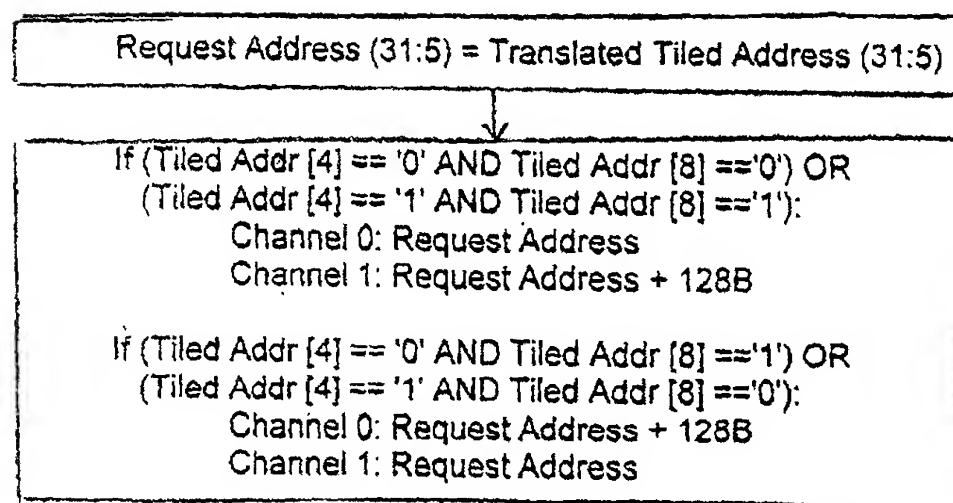 Request Address (31:5) = Translated Tiled Address (31:5)
If (Tiled Addr [4] == '0' AND Tiled Addr [8] =='0') OR
(Tiled Addr [4] == '1' AND Tiled Addr [8] =='1'):
Channel 0: Request Address
Channel 1: Request Address + 128B
If (Tiled Addr [4] == '0' AND Tiled Addr [8] =='1') OR
(Tiled Addr [4] == '1' AND Tiled Addr [8] =='0'):
Channel 0: Request Address + 128B
Channel 1: Request Address